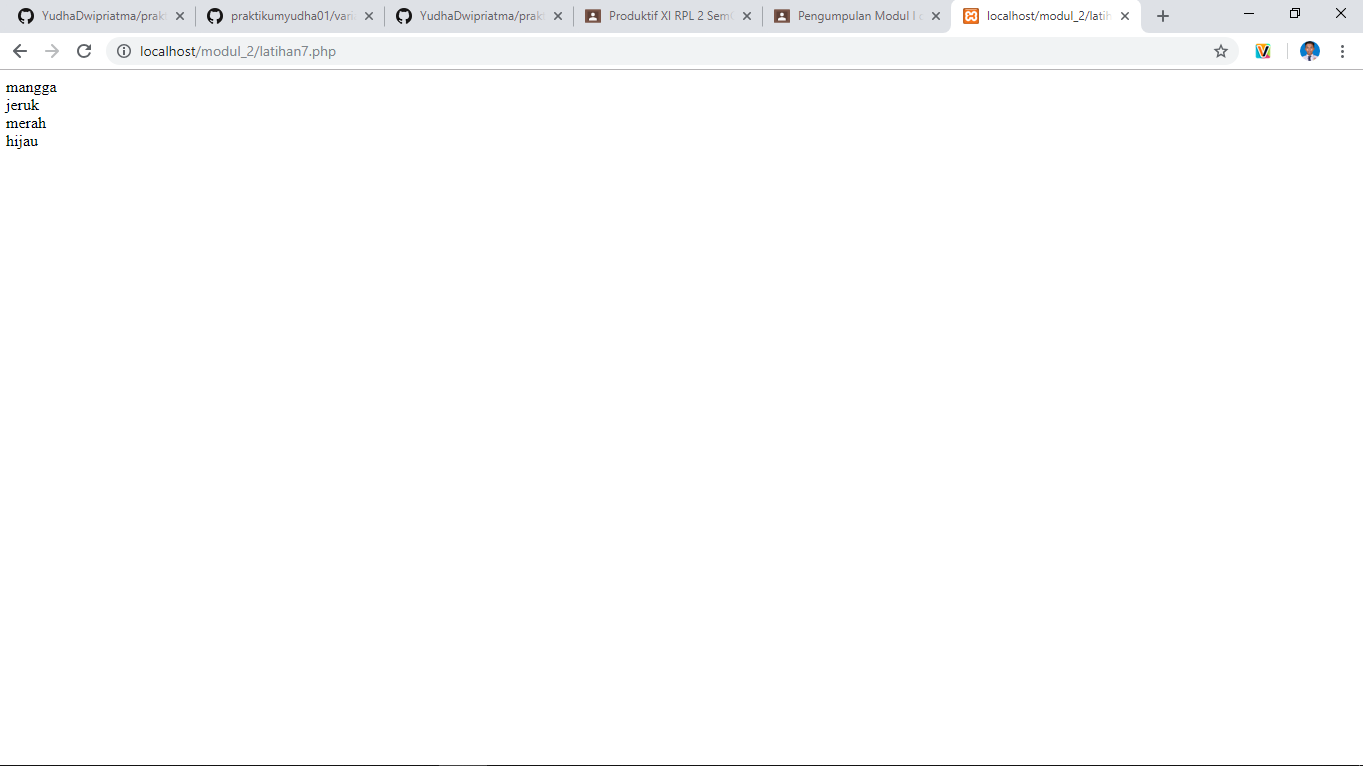 YudhaDwipriatma/prakt
praktikumyudha01/vari
YudhaDwipriatma/prakt
Produktif XI RPL 2 Sem
Pengumpulan Modul I
localhost/modul_2/latih
localhost/modul_2/latihan7.php
mangga
jeruk
merah
hijau